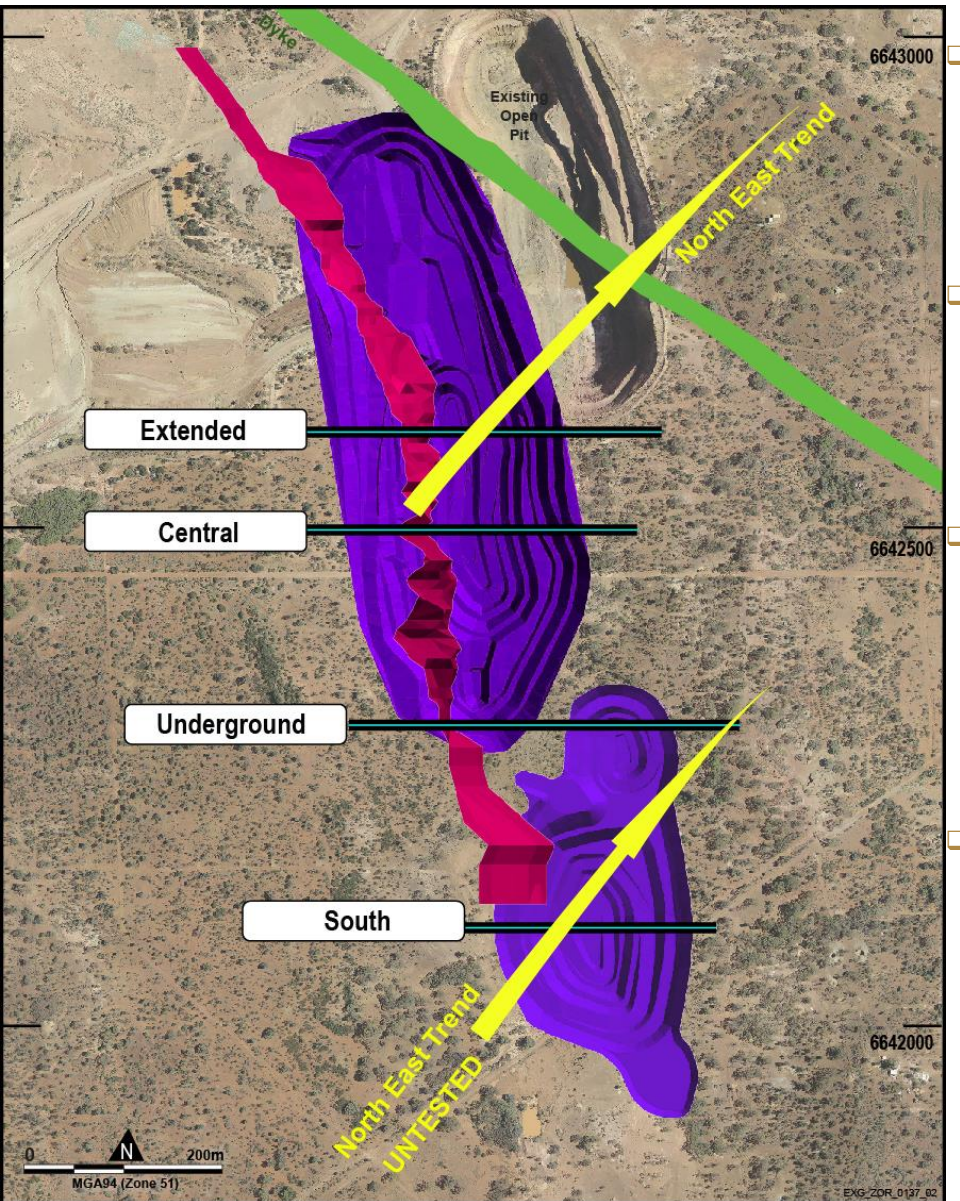 Dyke
6643000
Existing
Open
Pit
North East Trend
Extended
Central
6642500
Underground
South
North East Trend
UNTESTED
6642000
0
N
200m
MGA94 (Zone 51)
EXG_ZOR_0137_02